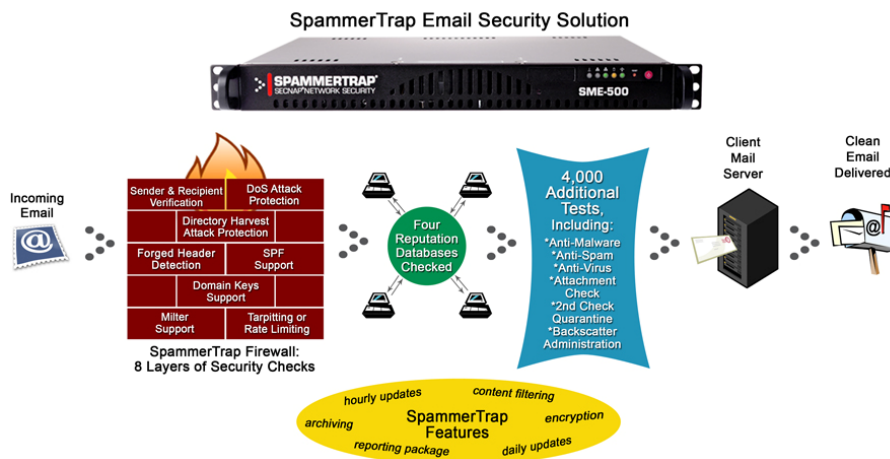 SpammerTrap Email Security Solution
SPAMMERTRAP®
SECNAP® NETWORK SECURITY
SME-500
Incoming
Email
Sender & Recipient
Verification
DoS Attack
Protection
Directory Harvest
Attack Protection
Forged Header
Detection
SPF
Support
Domain Keys
Support
Milter
Support
Tarpitting or
Rate Limiting
SpammerTrap Firewall:
8 Layers of Security Checks
Four
Reputation
Databases
Checked
4,000
Additional
Tests,
Including:
*Anti-Malware
*Anti-Spam
*Anti-Virus
*Attachment
Check
*2nd Check
Quarantine
*Backscatter
Administration
Client
Mail
Server
Clean
Email
Delivered
@
@
hourly updates
content filtering
archiving
SpammerTrap
Features
encryption
reporting package
daily updates